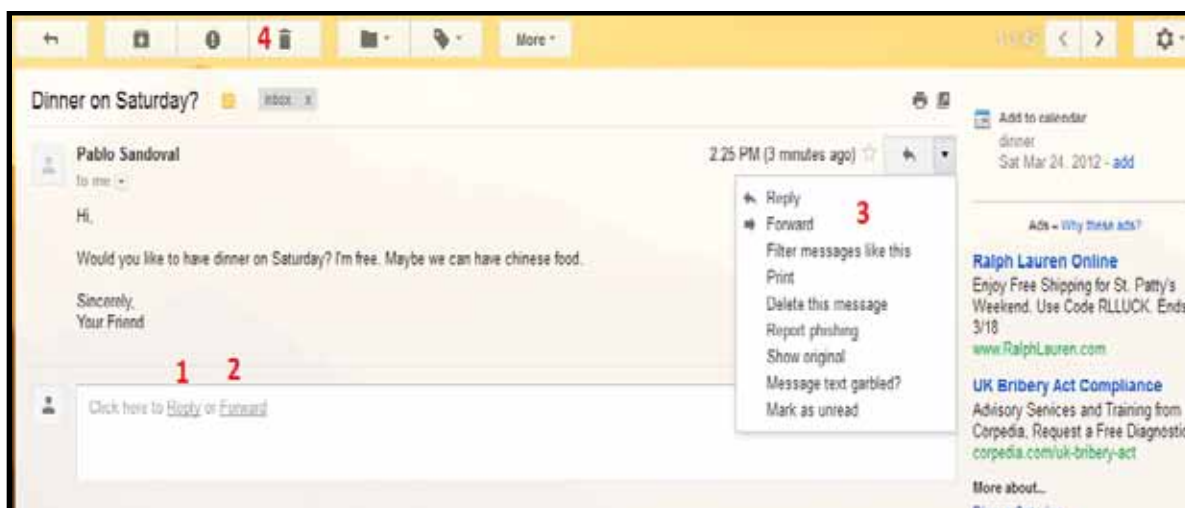 4
More
Dinner on Saturday?
Inbox x
Pablo Sandoval
to me
2:25 PM (3 minutes ago)
Hi,
Would you like to have dinner on Saturday? I'm free. Maybe we can have chinese food.
Sincerely,
Your Friend
1 2
Click here to Reply or Forward
Reply
3
Forward
Filter messages like this
Print
Delete this message
Report phishing
Show original
Message text garbled?
Mark as unread
Add to calendar
dinner
Sat Mar 24, 2012 - add
Ads – Why these ads?
Ralph Lauren Online
Enjoy Free Shipping for St. Patty's
Weekend. Use Code RLLUCK. Ends
3/18
www.RalphLauren.com
UK Bribery Act Compliance
Advisory Services and Training from
Corpedia, Request a Free Diagnostic
corpedia.com/uk-bribery-act
More about...